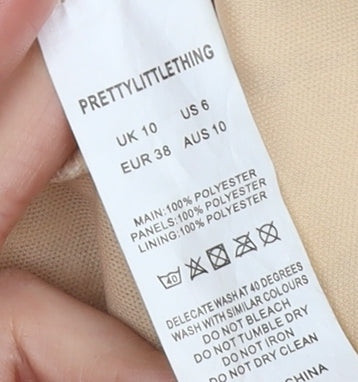 PRETTYLITTLETHING
UK 10 US 6
EUR 38 AUS 10
MAIN:100% POLYESTER
PANELS:100% POLYESTER
LINING:100% POLYESTER
40
DELICATE WASH AT 40 DEGREES
WASH WITH SIMILAR COLOURS
DO NOT BLEACH
DO NOT TUMBLE DRY
DO NOT IRON
DO NOT DRY CLEAN
CHINA